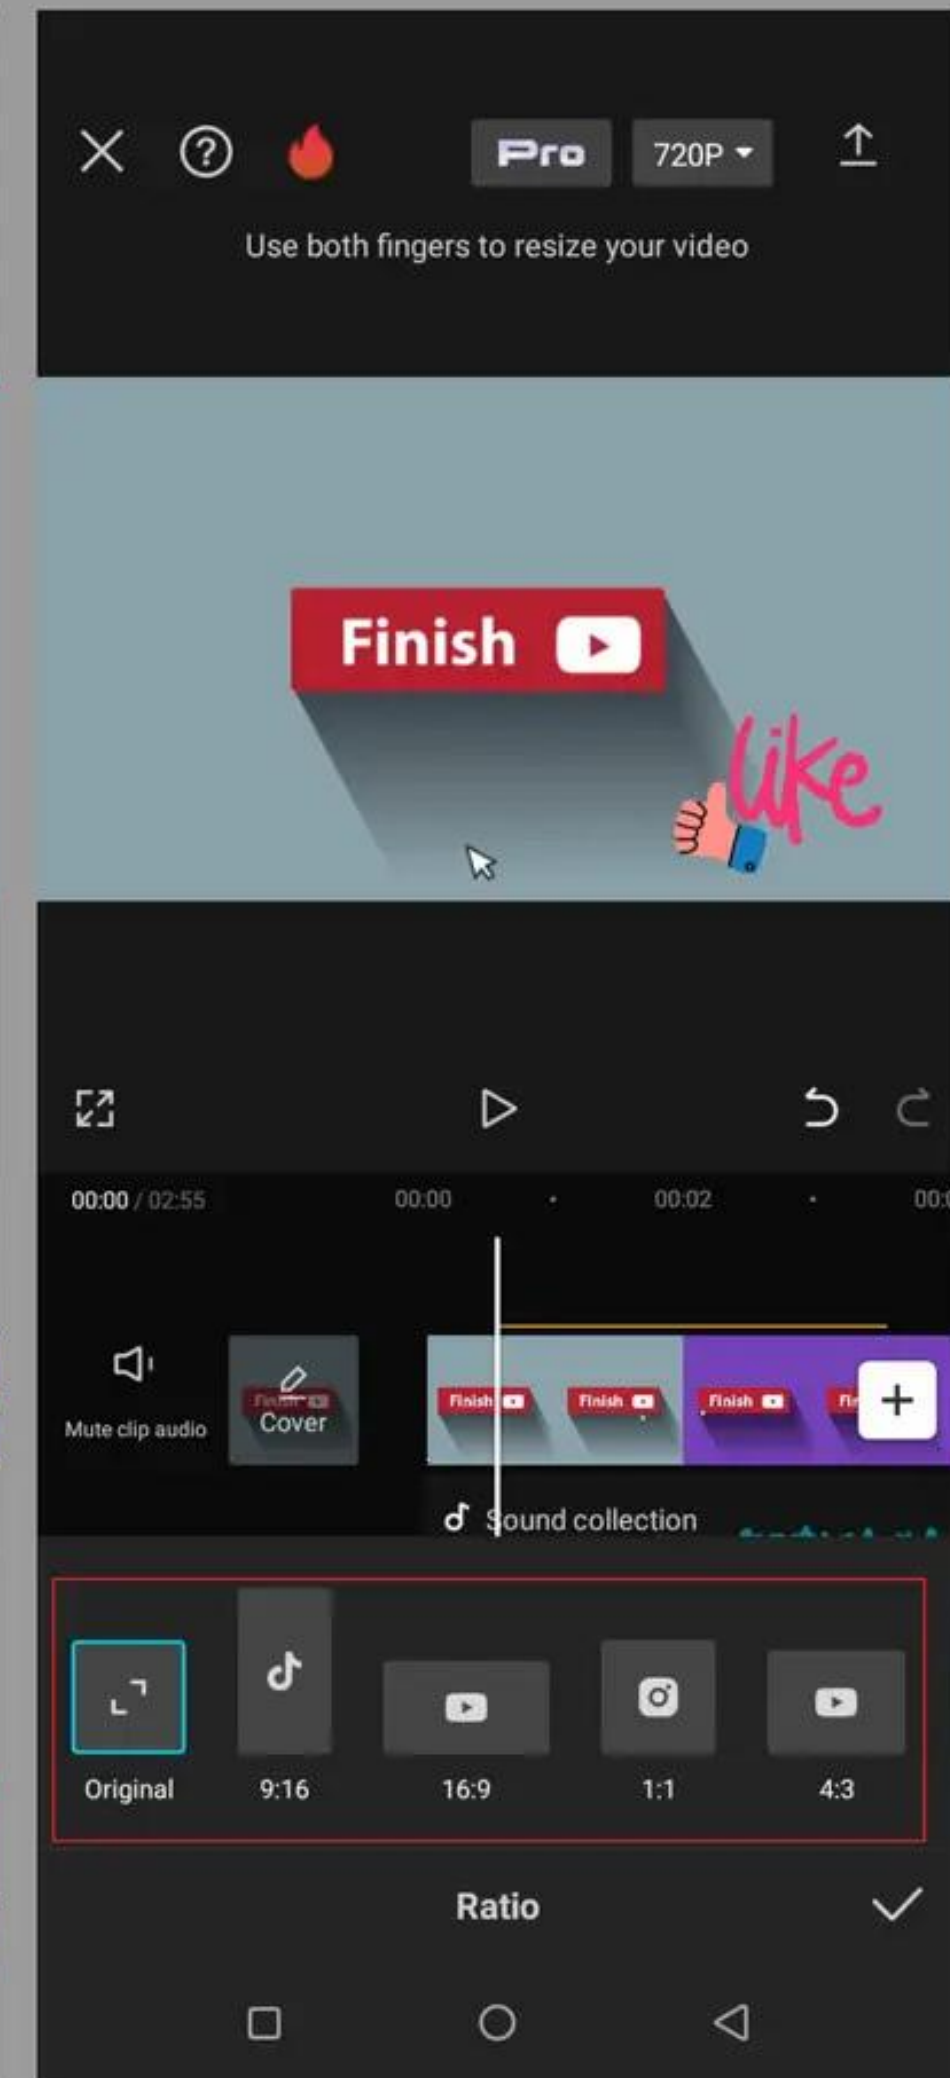 Pro
720P
Use both fingers to resize your video
Finish
like
00:00 / 02:55
00:00
00:02
Mute clip audio
Cover
Finish
Finish
Finish
Finish
Sound collection
Original
9:16
16:9
1:1
4:3
Ratio